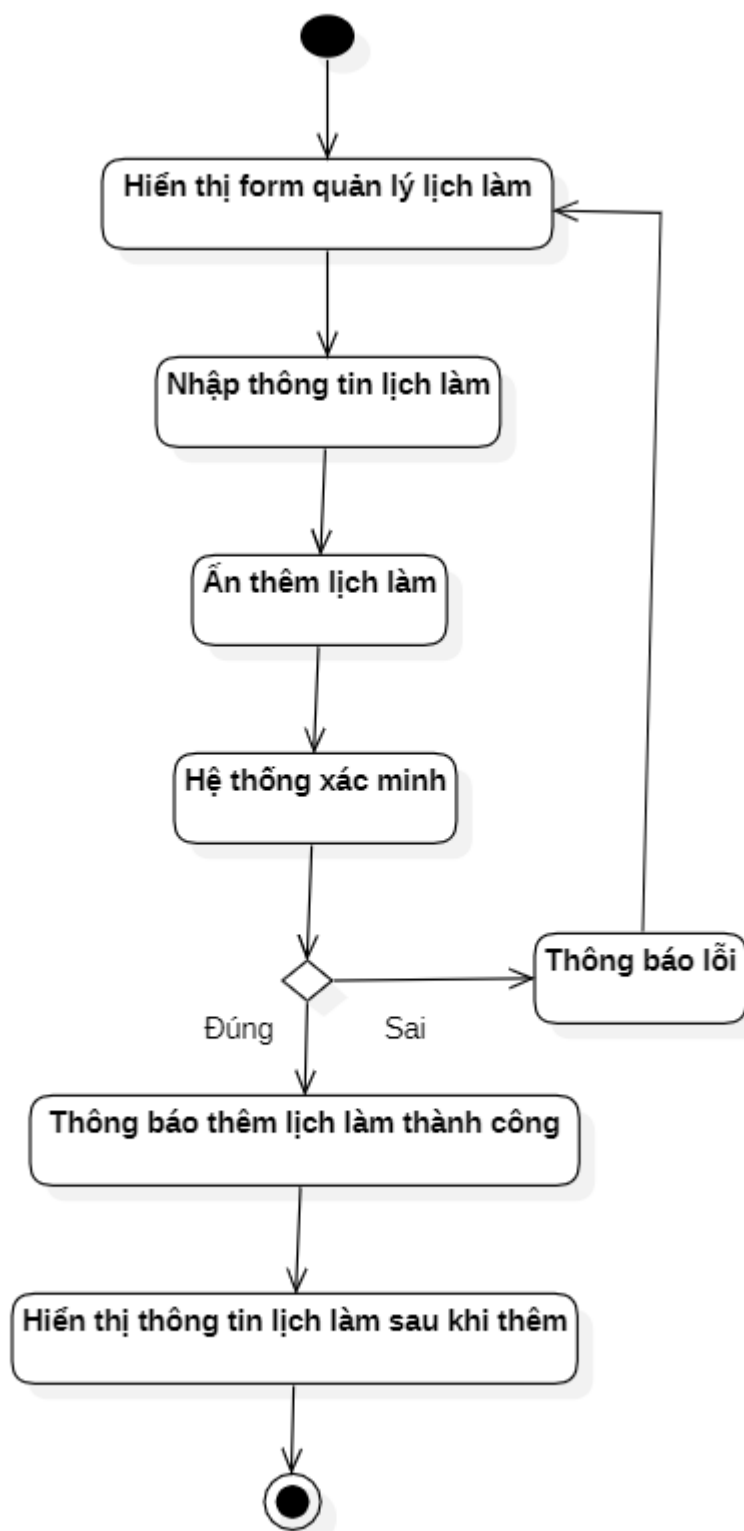 Hiển thị form quản lý lịch làm
Nhập thông tin lịch làm
Ấn thêm lịch làm
Hệ thống xác minh
Thông báo lỗi
Đúng
Sai
Thông báo thêm lịch làm thành công
Hiển thị thông tin lịch làm sau khi thêm